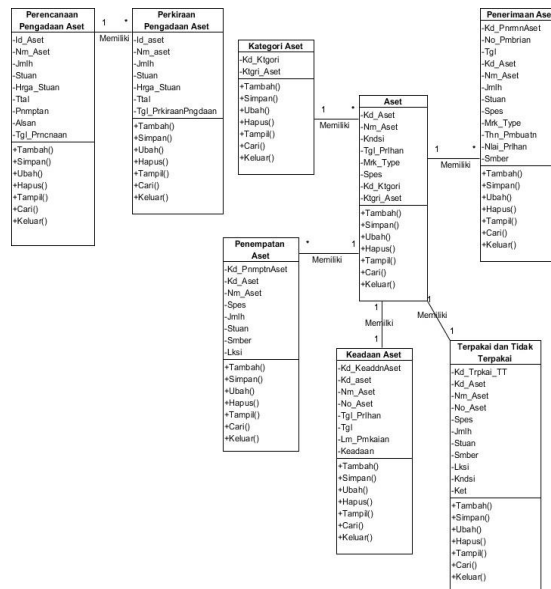 Perencanaan
Pengadaan Aset
-Id_Aset
-Nm_Aset
-Jmlh
-Stuan
-Hrga_Stuan
-Ttal
-Pnmptan
-Alsan
-Tgl_Prncnaan
+Tambah()
+Simpan()
+Ubah()
+Hapus()
+Tampil()
+Cari()
+Keluar()
1
*
Memiliki
Perkiraan
Pengadaan Aset
-Id_aset
-Nm_aset
-Jmlh
-Stuan
-Hrga_Stuan
-Ttal
-Tgl_PrkiraanPngdaan
+Tambah()
+Simpan()
+Ubah()
+Hapus()
+Tampil()
+Cari()
+Keluar()
Kategori Aset
-Kd_Ktgori
-Ktgri_Aset
+Tambah()
+Simpan()
+Ubah()
+Hapus()
+Tampil()
+Cari()
+Keluar()
1
*
Memiliki
Aset
-Kd_Aset
-Nm_Aset
-Kndsi
-Tgl_Prlhan
-Mrk_Type
-Spes
-Kd_Ktgori
-Ktgri_Aset
+Tambah()
+Simpan()
+Ubah()
+Hapus()
+Tampil()
+Cari()
+Keluar()
1
*
Memiliki
Penerimaan Aset
-Kd_PnrmnAset
-No_Pmbrian
-Tgl
-Kd_Aset
-Nm_Aset
-Jmlh
-Stuan
-Spes
-Mrk_Type
-Thn_Pmbuatn
-Nlai_Prlhan
-Smber
+Tambah()
+Simpan()
+Ubah()
+Hapus()
+Tampil()
+Cari()
+Keluar()
Penempatan
Aset
-Kd_PnmptnAset
-Kd_Aset
-Nm_Aset
-Spes
-Jmlh
-Stuan
-Smber
-Lksi
+Tambah()
+Simpan()
+Ubah()
+Hapus()
+Tampil()
+Cari()
+Keluar()
*
1
Memiliki
1
Memilki
1
Keadaan Aset
-Kd_KeaddnAset
-Kd_aset
-Nm_Aset
-No_Aset
-Tgl_Prlhan
-Tgl
-Lm_Pmkaian
-Keadaan
+Tambah()
+Simpan()
+Ubah()
+Hapus()
+Tampil()
+Cari()
+Keluar()
1
Memiliki
1
Terpakai dan Tidak
Terpakai
-Kd_Trpkai_TT
-Kd_Aset
-Nm_Aset
-No_Aset
-Spes
-Jmlh
-Stuan
-Smber
-Lksi
-Kndsi
-Ket
+Tambah()
+Simpan()
+Ubah()
+Hapus()
+Tampil()
+Cari()
+Keluar()